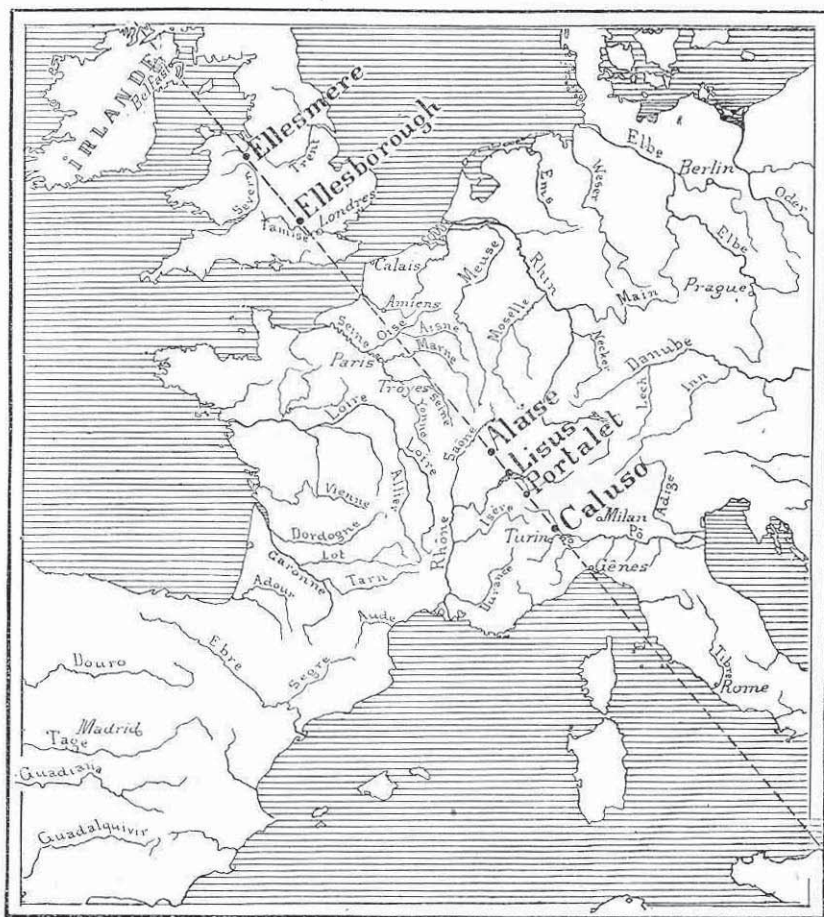 IRLANDE
Belfast
Ellesmere
Trent
Severn
Ellesborough
Londres
Tamise
Elbe
Berlin
Ems
Weser
Oder
Elbe
Calais
Meuse
Rhin
Main
Prague
Amiens
Seine
Oise
Aisne
Marne
Moselle
Necker
Danube
Paris
Troyes
Seine
Yonne
Lech
Inn
Loire
Loire
Saône
Alaise
Lisus
Portalet
Vienne
Allier
Caluso
Adige
Isère
Milan
Dordogne
Turin
Pô
Pô
Lot
Rhône
Gênes
Garonne
Tarn
Durance
Adour
Aude
Ebre
Tibre
Douro
Segre
Rome
Madrid
Tage
Guadiana
Guadalquivir